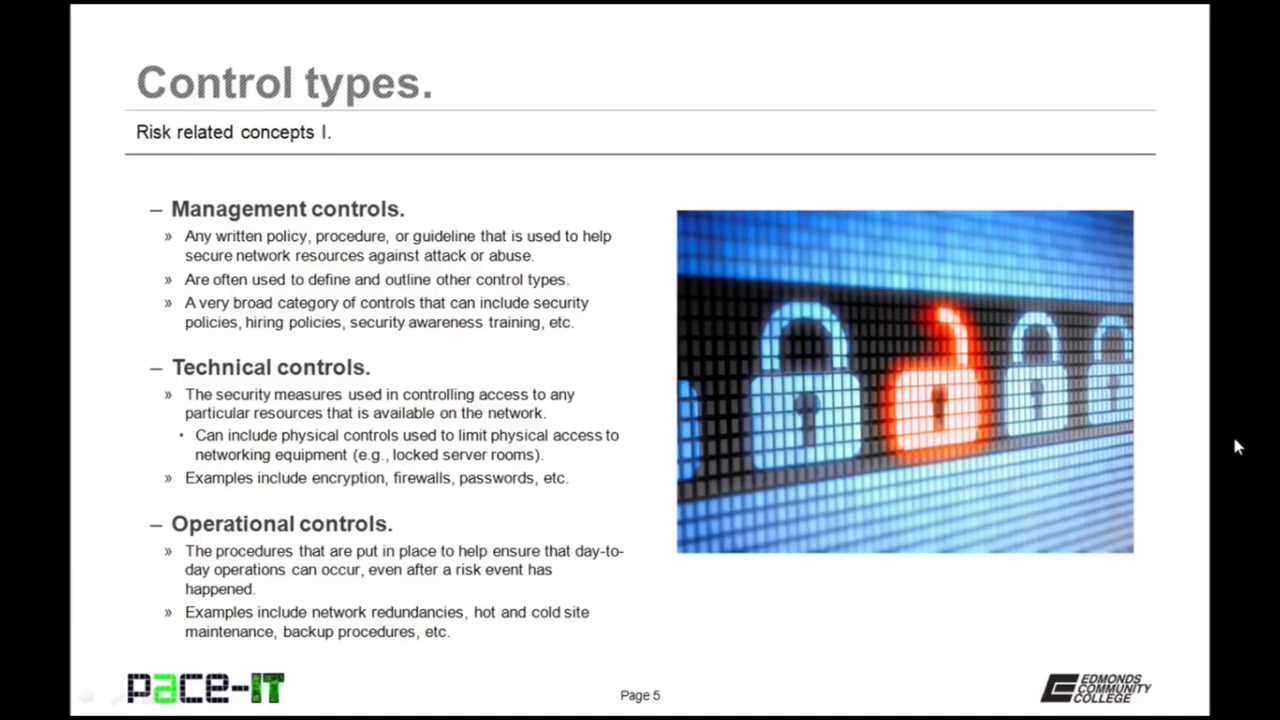 Control types.
Risk related concepts I.
– Management controls.
» Any written policy, procedure, or guideline that is used to help
secure network resources against attack or abuse.
» Are often used to define and outline other control types.
» A very broad category of controls that can include security
policies, hiring policies, security awareness training, etc.
– Technical controls.
» The security measures used in controlling access to any
particular resources that is available on the network.
• Can include physical controls used to limit physical access to
networking equipment (e.g., locked server rooms).
» Examples include encryption, firewalls, passwords, etc.
– Operational controls.
» The procedures that are put in place to help ensure that day-to-
day operations can occur, even after a risk event has
happened.
» Examples include network redundancies, hot and cold site
maintenance, backup procedures, etc.
pace-IT
Page 5
EDMONDS
COMMUNITY
COLLEGE